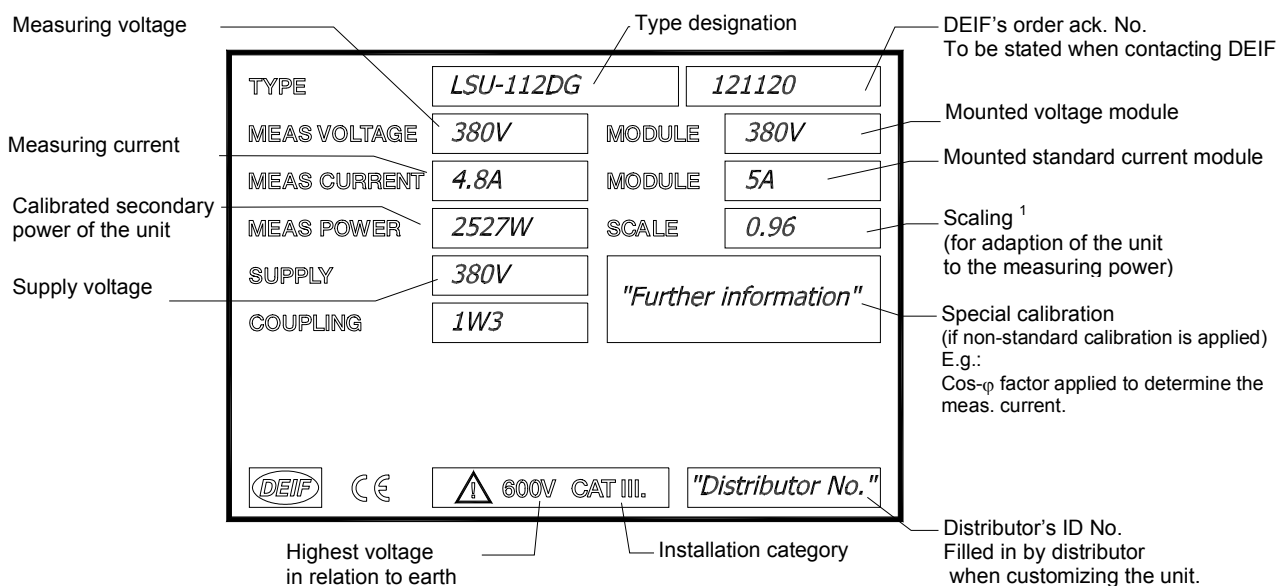 Measuring voltage
Type designation
DEIF's order ack. No.
To be stated when contacting DEIF
TYPE
LSU-112DG
121120
MEAS VOLTAGE
380V
MODULE
380V
Mounted voltage module
Measuring current
MEAS CURRENT
4.8A
MODULE
5A
Mounted standard current module
Calibrated secondary
power of the unit
MEAS POWER
2527W
SCALE
0.96
Scaling 1
(for adaption of the unit
to the measuring power)
Supply voltage
SUPPLY
380V
"Further information"
COUPLING
1W3
Special calibration
(if non-standard calibration is applied)
E.g.:
Cos-φ factor applied to determine the
meas. current.
DEIF
CE
600V CAT III.
"Distributor No."
Highest voltage
in relation to earth
Installation category
Distributor's ID No.
Filled in by distributor
when customizing the unit.